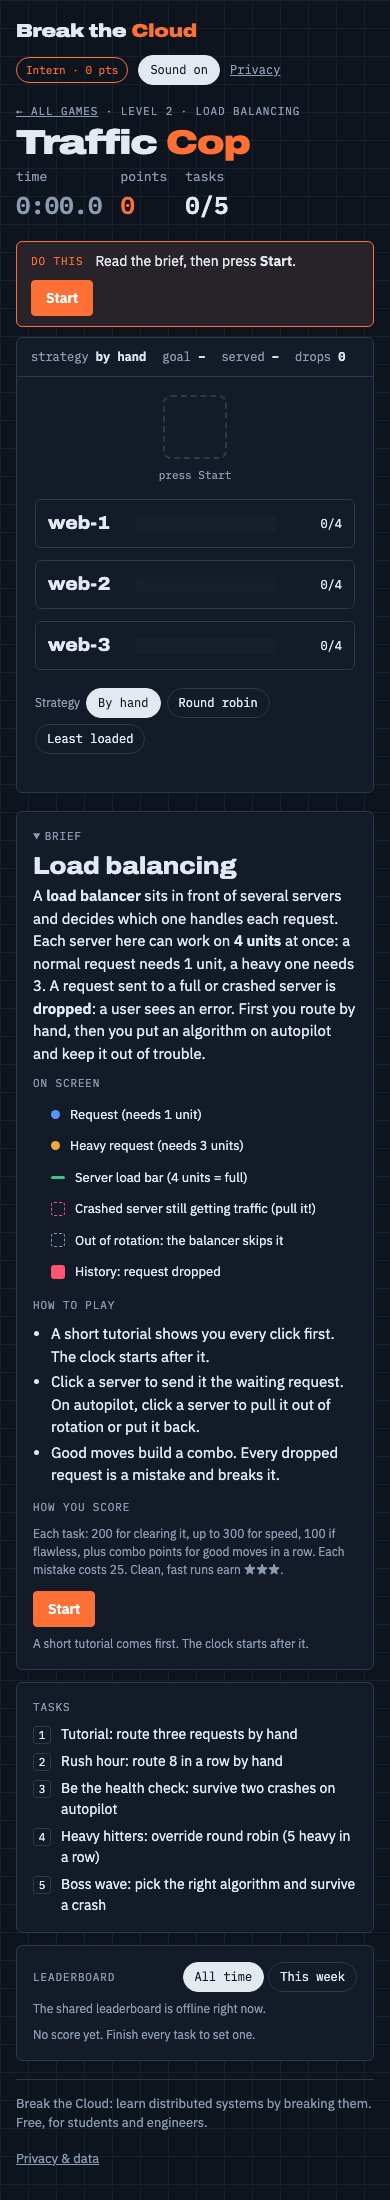 Break the Cloud
Intern · 0 pts
Sound on
Privacy
← ALL GAMES · LEVEL 2 · LOAD BALANCING
Traffic Cop
time points tasks
0:00.0 0 0/5
DO THIS Read the brief, then press Start.
Start
strategy by hand goal – served – drops 0
press Start
web-1 0/4
web-2 0/4
web-3 0/4
Strategy By hand Round robin
Least loaded
▼ BRIEF
Load balancing
A load balancer sits in front of several servers
and decides which one handles each request.
Each server here can work on 4 units at once: a
normal request needs 1 unit, a heavy one needs
3. A request sent to a full or crashed server is
dropped: a user sees an error. First you route by
hand, then you put an algorithm on autopilot
and keep it out of trouble.
ON SCREEN
Request (needs 1 unit)
Heavy request (needs 3 units)
Server load bar (4 units = full)
Crashed server still getting traffic (pull it!)
Out of rotation: the balancer skips it
History: request dropped
HOW TO PLAY
• A short tutorial shows you every click first.
The clock starts after it.
• Click a server to send it the waiting request.
On autopilot, click a server to pull it out of
rotation or put it back.
• Good moves build a combo. Every dropped
request is a mistake and breaks it.
HOW YOU SCORE
Each task: 200 for clearing it, up to 300 for speed, 100 if
flawless, plus combo points for good moves in a row. Each
mistake costs 25. Clean, fast runs earn ★★★.
Start
A short tutorial comes first. The clock starts after it.
TASKS
1 Tutorial: route three requests by hand
2 Rush hour: route 8 in a row by hand
3 Be the health check: survive two crashes on
autopilot
4 Heavy hitters: override round robin (5 heavy in
a row)
5 Boss wave: pick the right algorithm and survive
a crash
LEADERBOARD All time This week
The shared leaderboard is offline right now.
No score yet. Finish every task to set one.
Break the Cloud: learn distributed systems by breaking them.
Free, for students and engineers.
Privacy & data